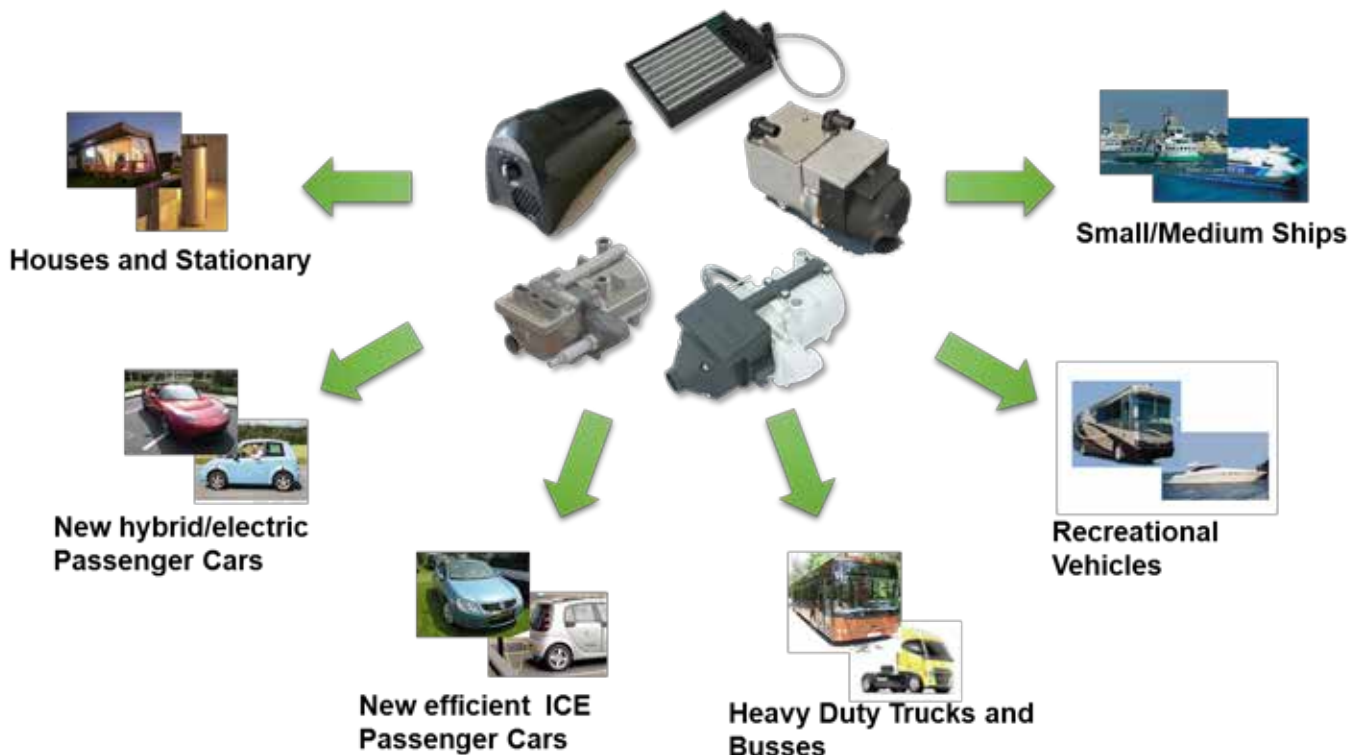 Houses and Stationary
Small/Medium Ships
New hybrid/electric
Passenger Cars
Recreational
Vehicles
New efficient ICE
Passenger Cars
Heavy Duty Trucks and
Busses